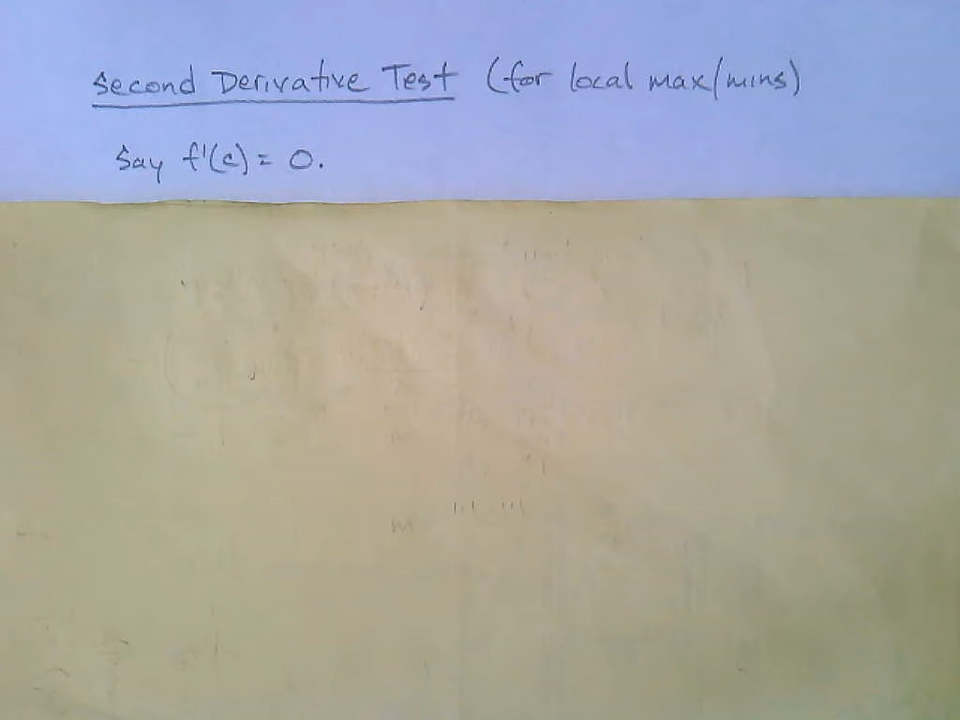 Second Derivative Test (for local max/mins)
Say f'(c) = 0.